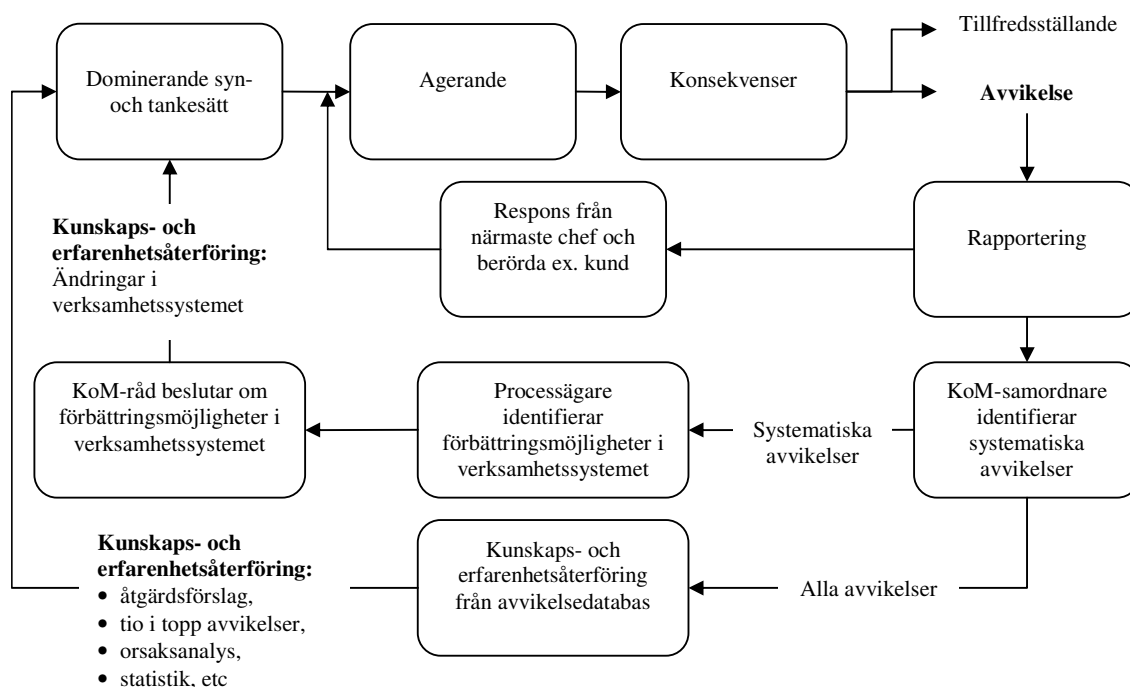 Tillfredsställande
Dominerande syn-
och tankesätt
Agerande
Konsekvenser
Avvikelse
Kunskaps- och
erfarenhetsåterföring:
Ändringar i
verksamhetssystemet
Respons från
närmaste chef och
berörda ex. kund
Rapportering
KoM-råd beslutar om
förbättringsmöjligheter i
verksamhetssystemet
Processägare
identifierar
förbättringsmöjligheter i
verksamhetssystemet
Systematiska
avvikelser
KoM-samordnare
identifierar
systematiska
avvikelser
Kunskaps- och
erfarenhetsåterföring:
• åtgärdsförslag,
• tio i topp avvikelser,
• orsaksanalys,
• statistik, etc
Kunskaps- och
erfarenhetsåterföring
från avvikelsedatabas
Alla avvikelser